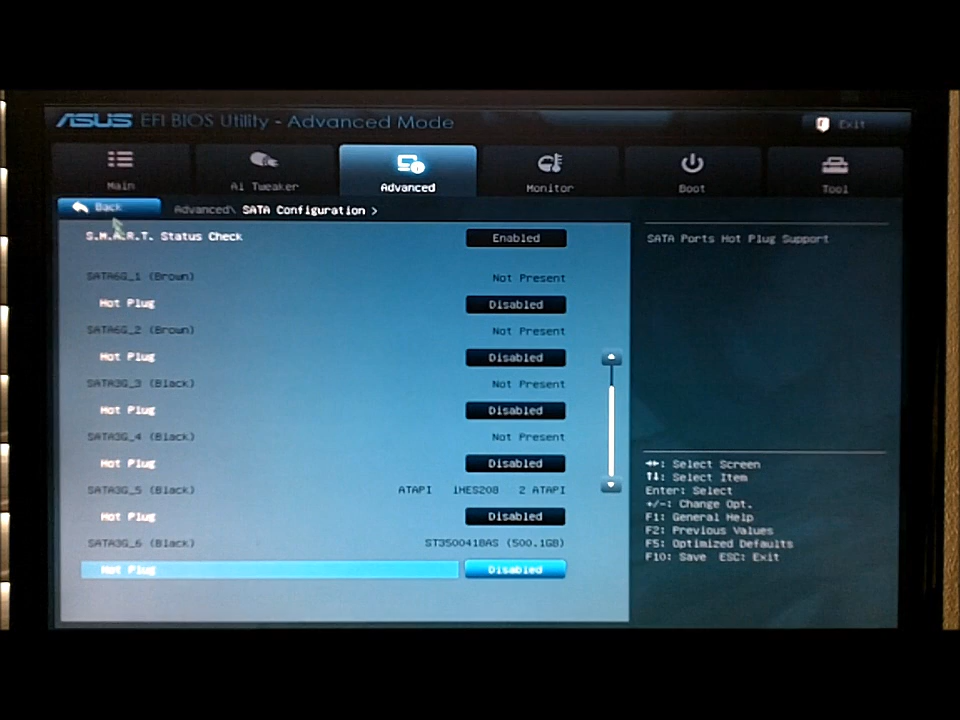 ASUS EFI BIOS Utility - Advanced Mode
Exit
Main
Ai Tweaker
Advanced
Monitor
Boot
Tool
Back
Advanced\ SATA Configuration >
S.M.A.R.T. Status Check Enabled
SATA6G_1 (Brown) Not Present
Hot Plug Disabled
SATA6G_2 (Brown) Not Present
Hot Plug Disabled
SATA3G_3 (Black) Not Present
Hot Plug Disabled
SATA3G_4 (Black) Not Present
Hot Plug Disabled
SATA3G_5 (Black) ATAPI iHES208 2 ATAPI
Hot Plug Disabled
SATA3G_6 (Black) ST3500418AS (500.1GB)
Hot Plug Disabled
SATA Ports Hot Plug Support
→←: Select Screen
↑↓: Select Item
Enter: Select
+/-: Change Opt.
F1: General Help
F2: Previous Values
F5: Optimized Defaults
F10: Save ESC: Exit